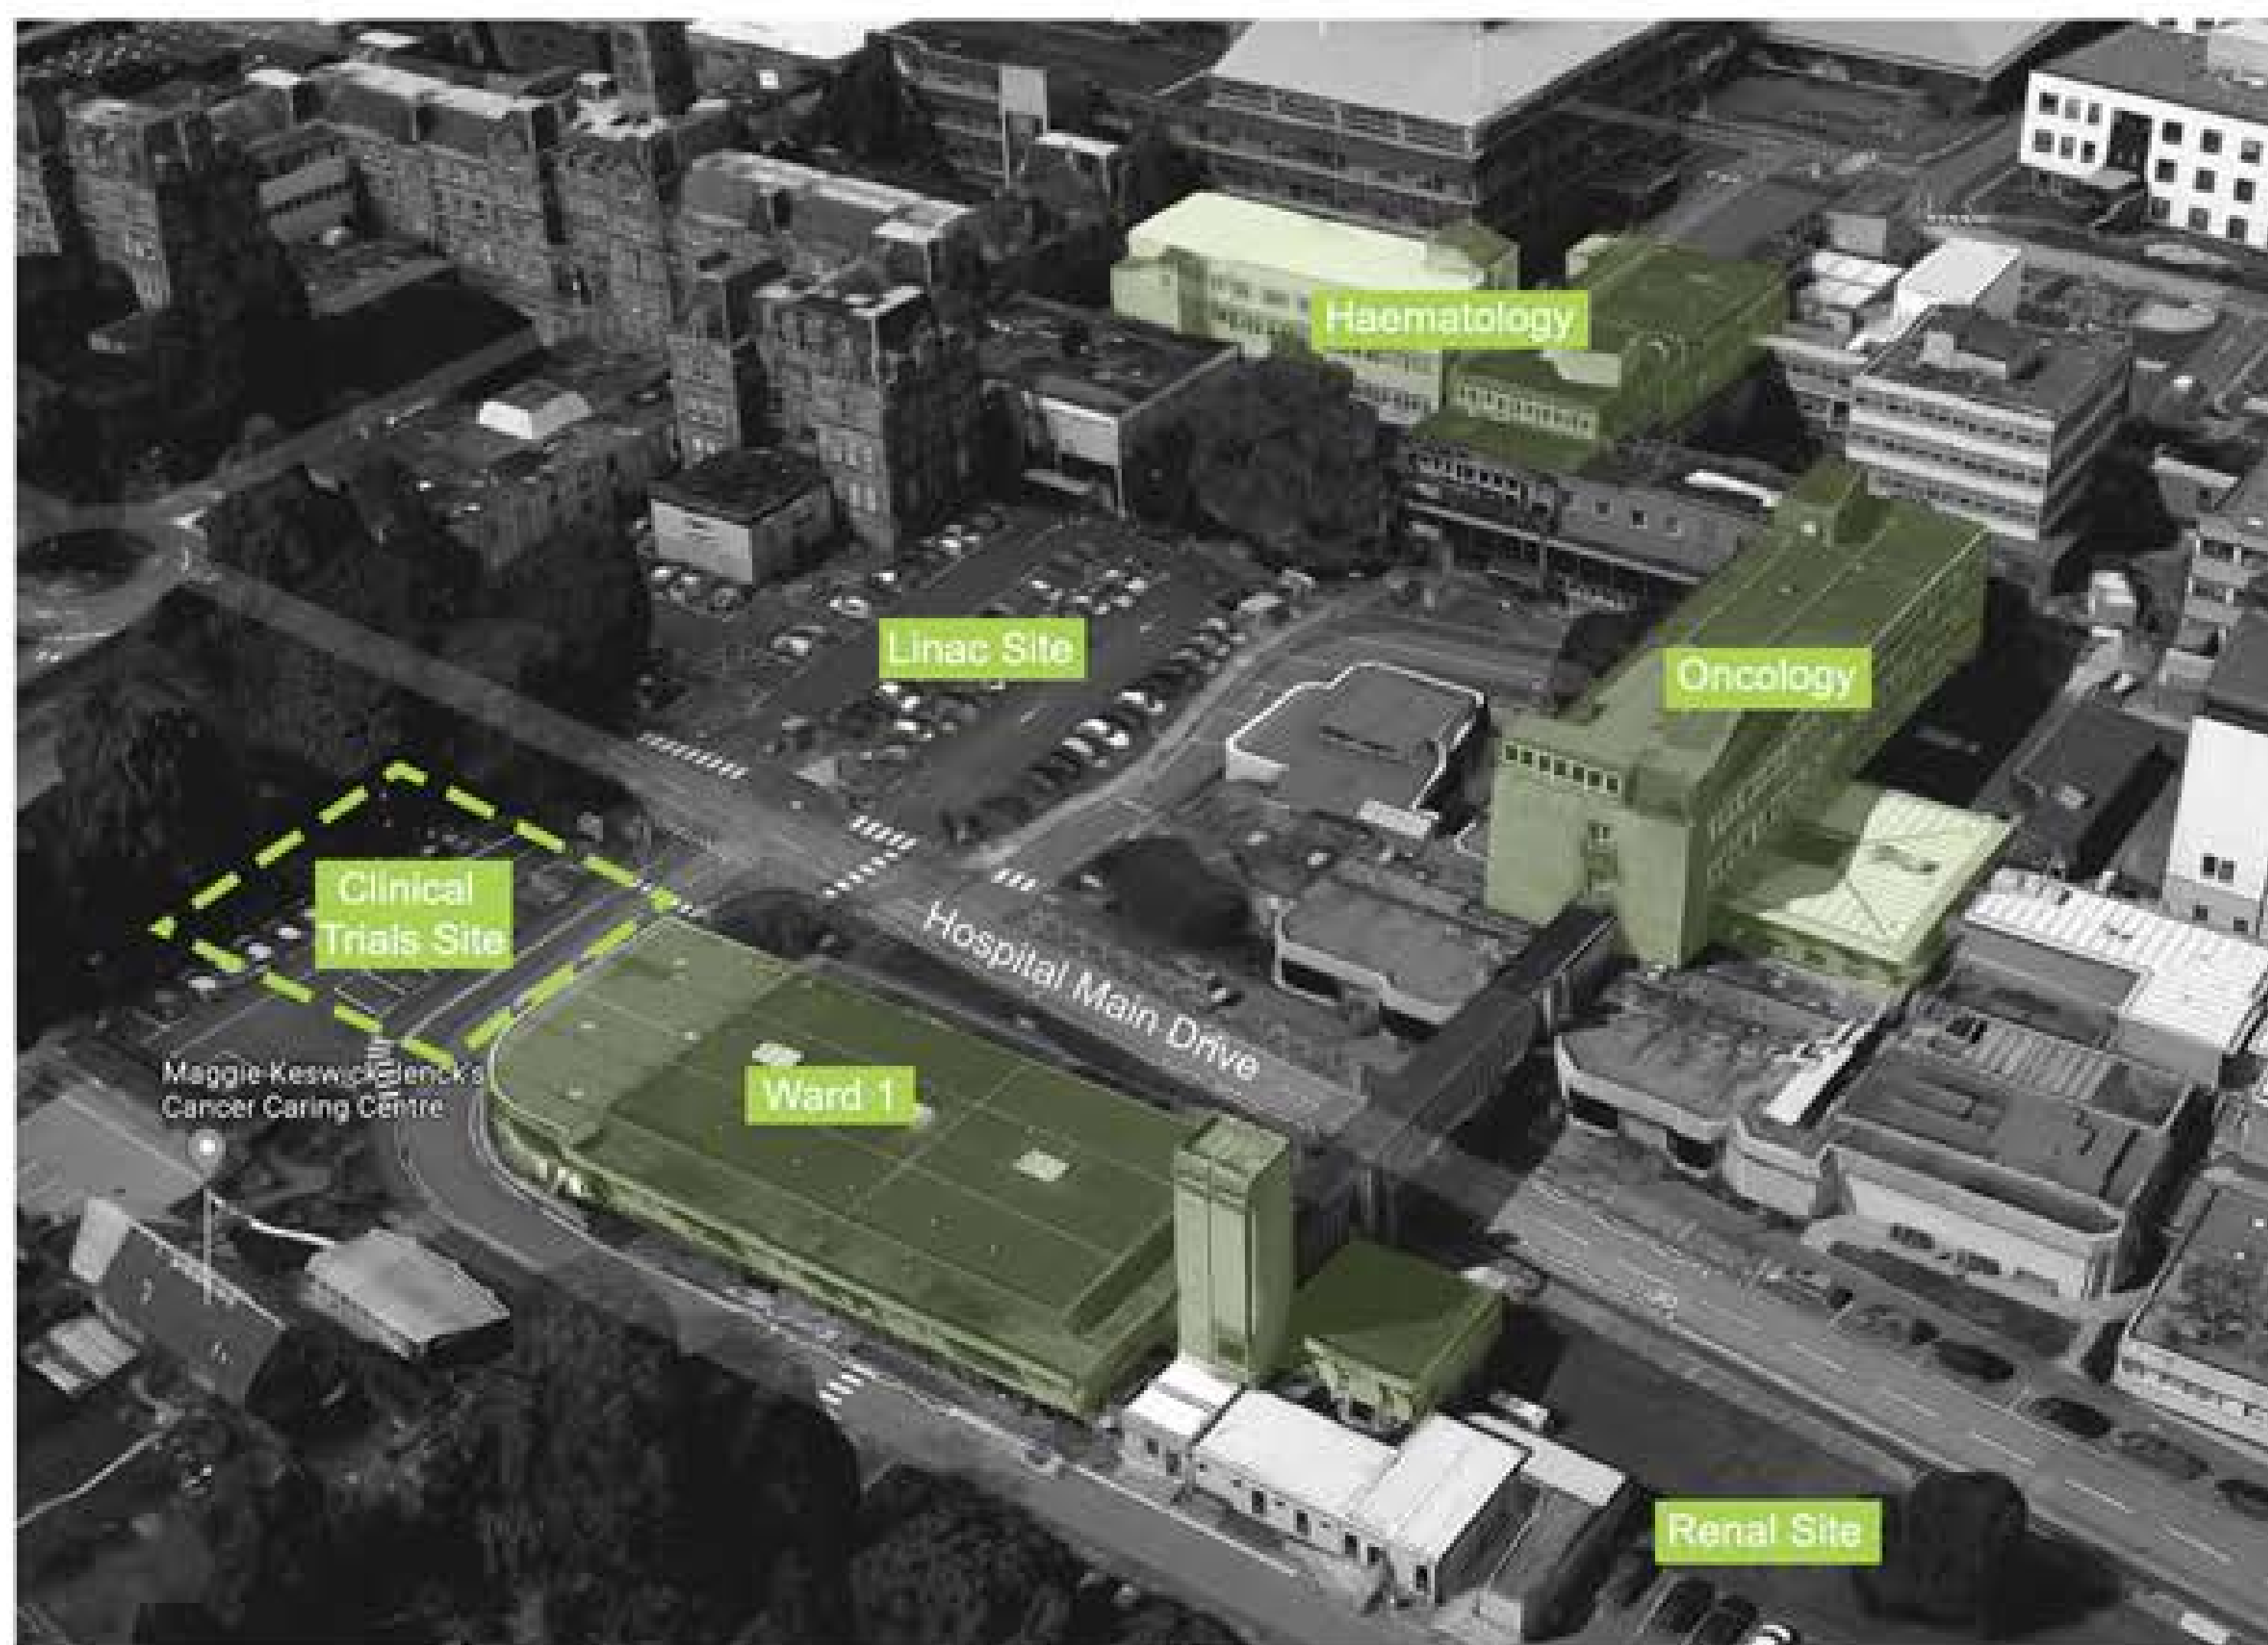 Haematology
Linac Site
Oncology
Clinical
Trials Site
Hospital Main Drive
Maggie Keswick Jencks
Cancer Caring Centre
Ward 1
Renal Site